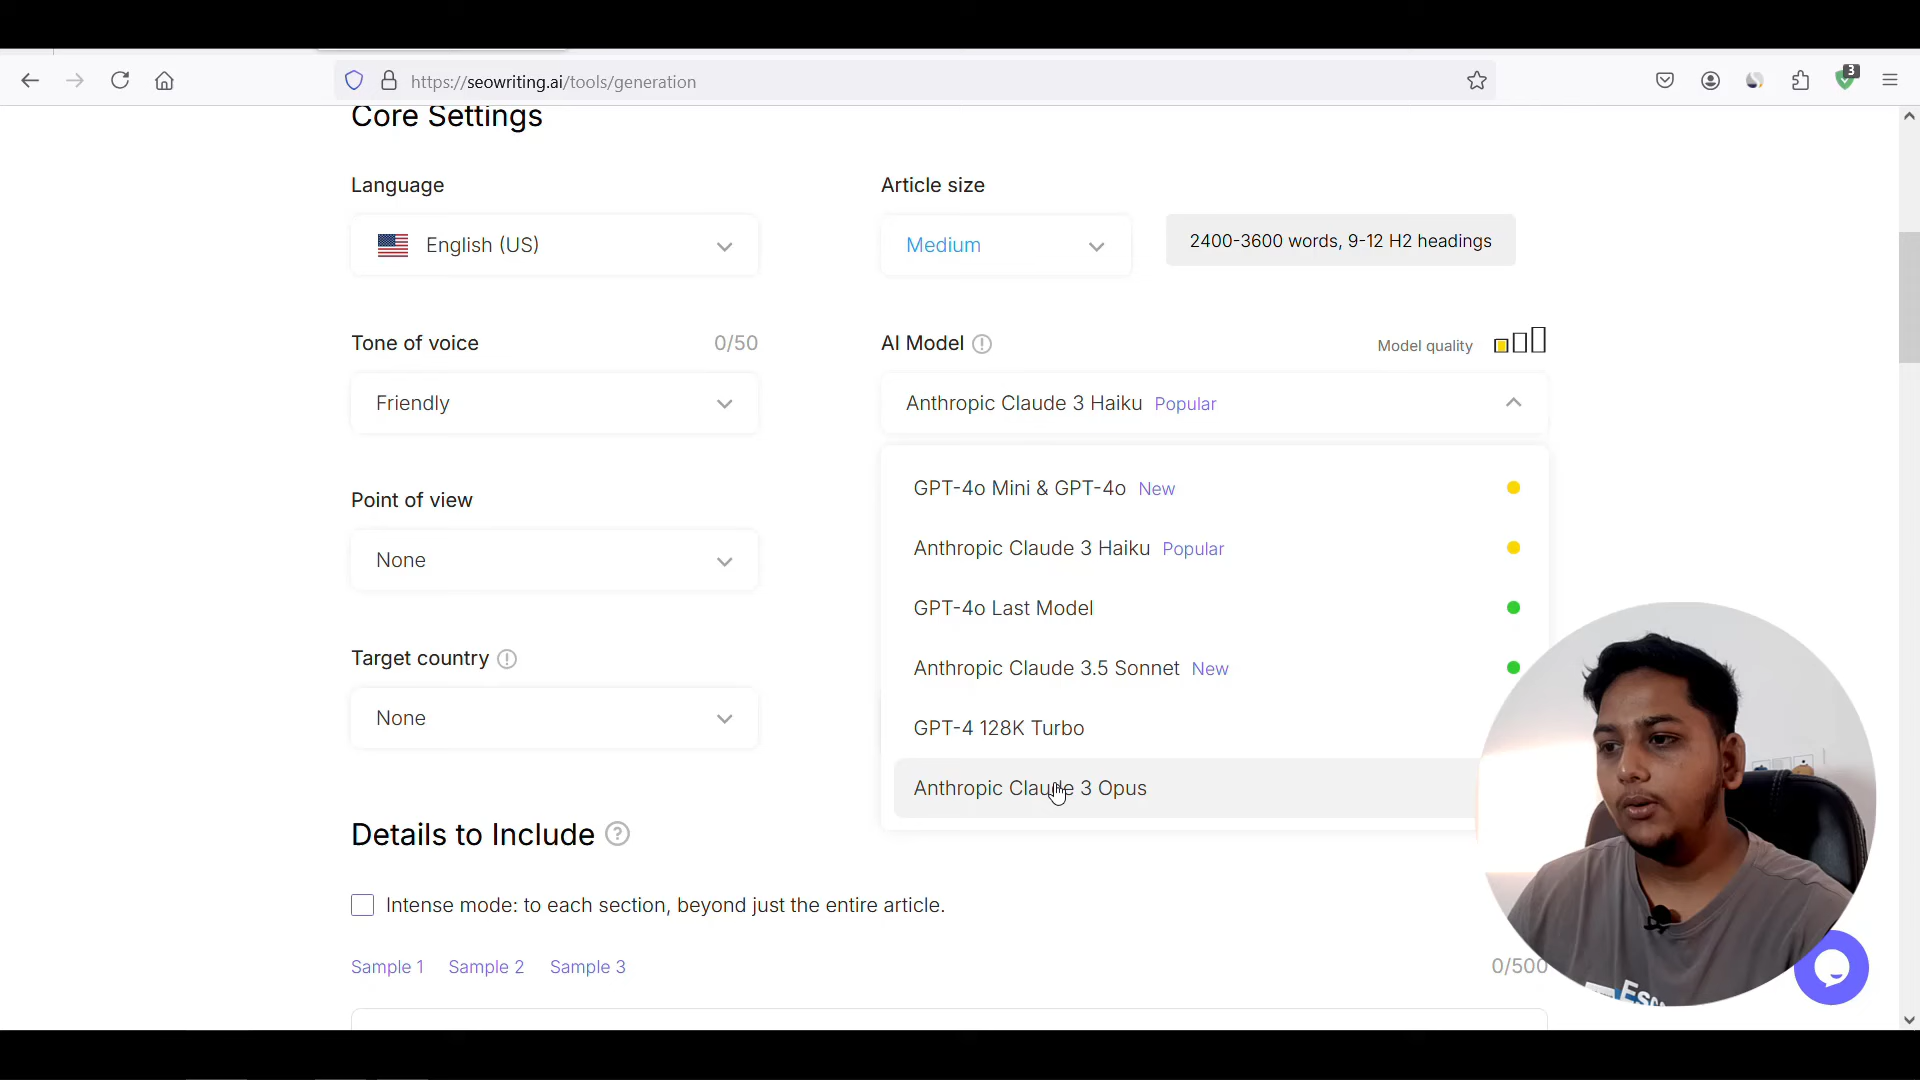 https://seowriting.ai/tools/generation
3
Core Settings
Language
Article size
English (US)
Medium
2400-3600 words, 9-12 H2 headings
Tone of voice
0/50
AI Model
Model quality
Friendly
Anthropic Claude 3 Haiku Popular
GPT-4o Mini & GPT-4o New
Point of view
Anthropic Claude 3 Haiku Popular
None
GPT-4o Last Model
Target country
Anthropic Claude 3.5 Sonnet New
None
GPT-4 128K Turbo
Anthropic Claude 3 Opus
Details to Include
Intense mode: to each section, beyond just the entire article.
Sample 1 Sample 2 Sample 3
0/500